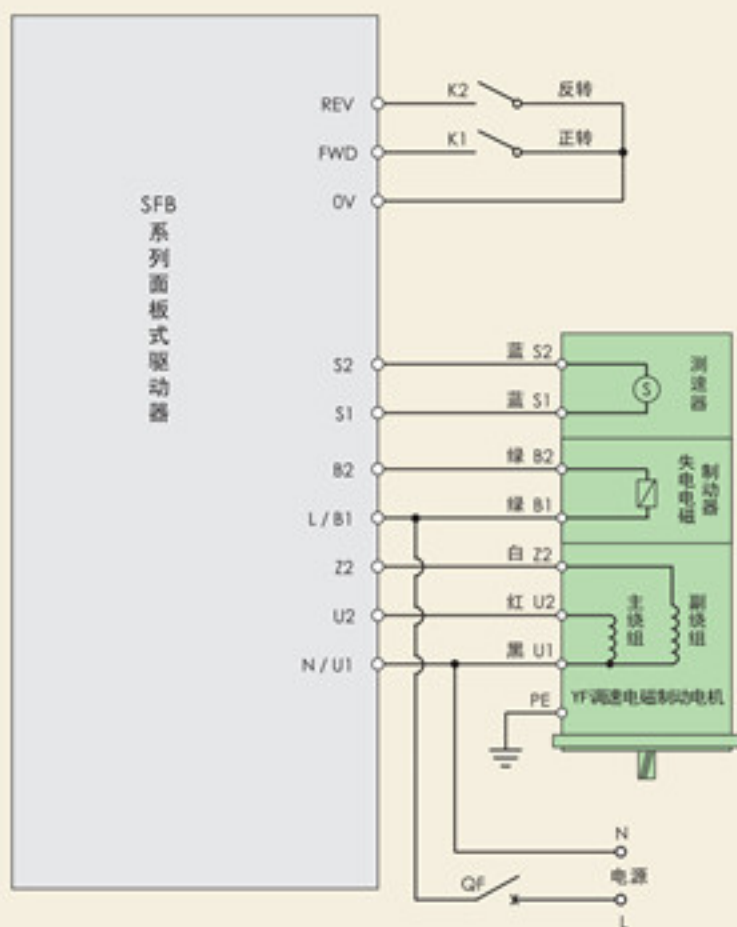 REV K2 反转
FWD K1 正转
0V
SFB系列面板式驱动器
S2 蓝 S2
S1 蓝 S1
测速器
B2 绿 B2
L/B1 绿 B1
失电电磁制动器
Z2 白 Z2
U2 红 U2
N/U1 黑 U1
主绕组
副绕组
S
PE YF调速电磁制动电机
N
电源
QF
L